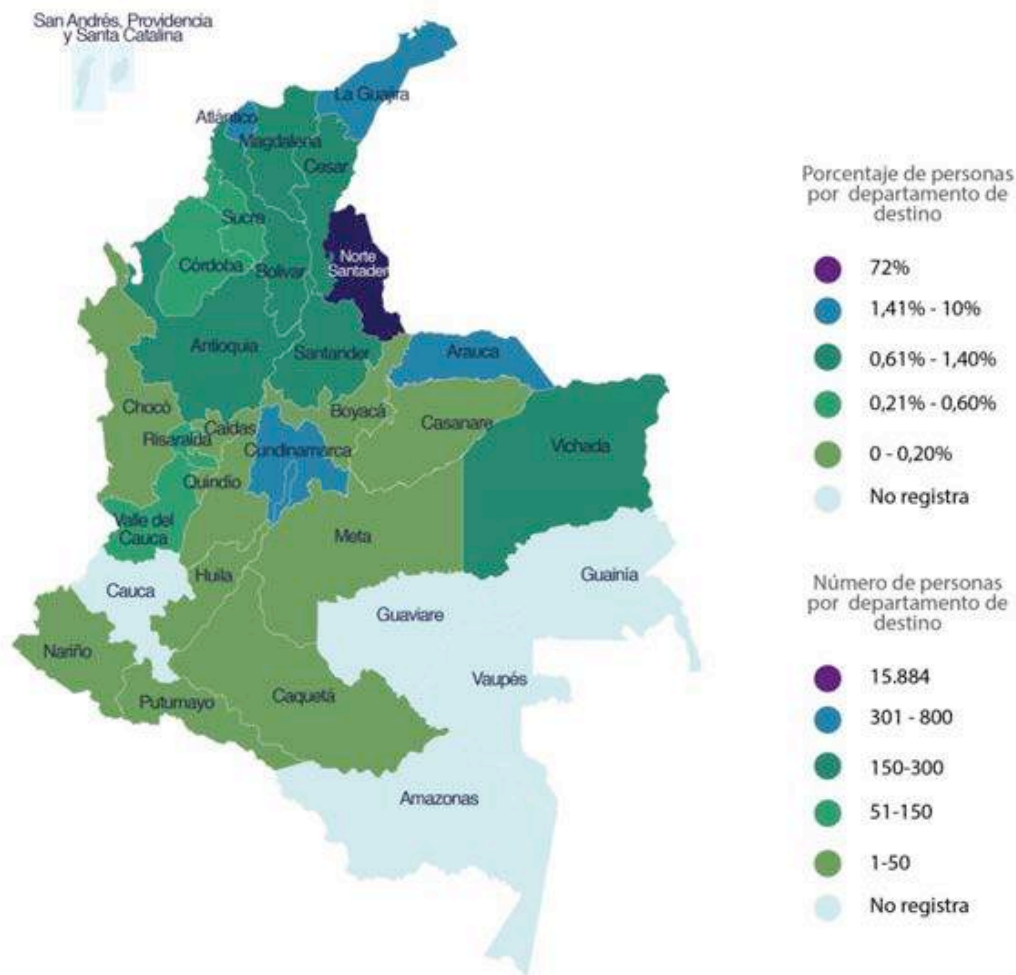 San Andrés, Providencia
y Santa Catalina
La Guajira
Atlántico
Magdalena
Cesar
Sucre
Norte
Santader
Córdoba
Bolivar
Antioquia
Santander
Arauca
Chocó
Boyacá
Caldas
Casanare
Risaralda
Cundinamarca
Vichada
Quindío
Valle del
Cauca
Meta
Huila
Cauca
Guainía
Guaviare
Nariño
Vaupés
Caquetá
Putumayo
Amazonas
Porcentaje de personas
por departamento de
destino
72%
1,41% - 10%
0,61% - 1,40%
0,21% - 0,60%
0 - 0,20%
No registra
Número de personas
por departamento de
destino
15.884
301 - 800
150-300
51-150
1-50
No registra